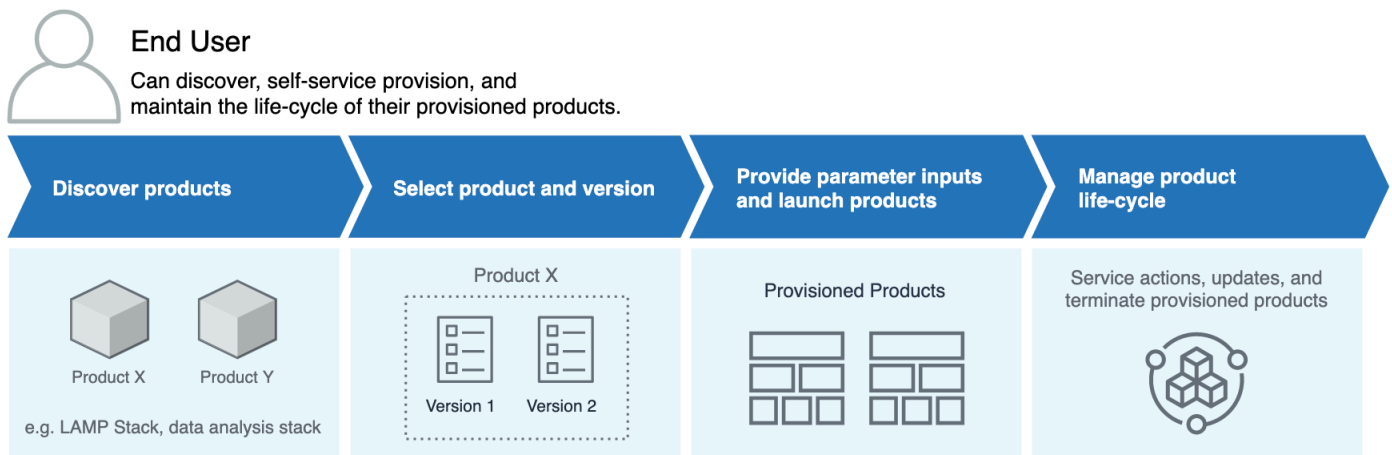 End User
Can discover, self-service provision, and
maintain the life-cycle of their provisioned products.
Discover products
Select product and version
Provide parameter inputs
and launch products
Manage product
life-cycle
Product X
Product Y
e.g. LAMP Stack, data analysis stack
Product X
Version 1
Version 2
Provisioned Products
Service actions, updates, and
terminate provisioned products